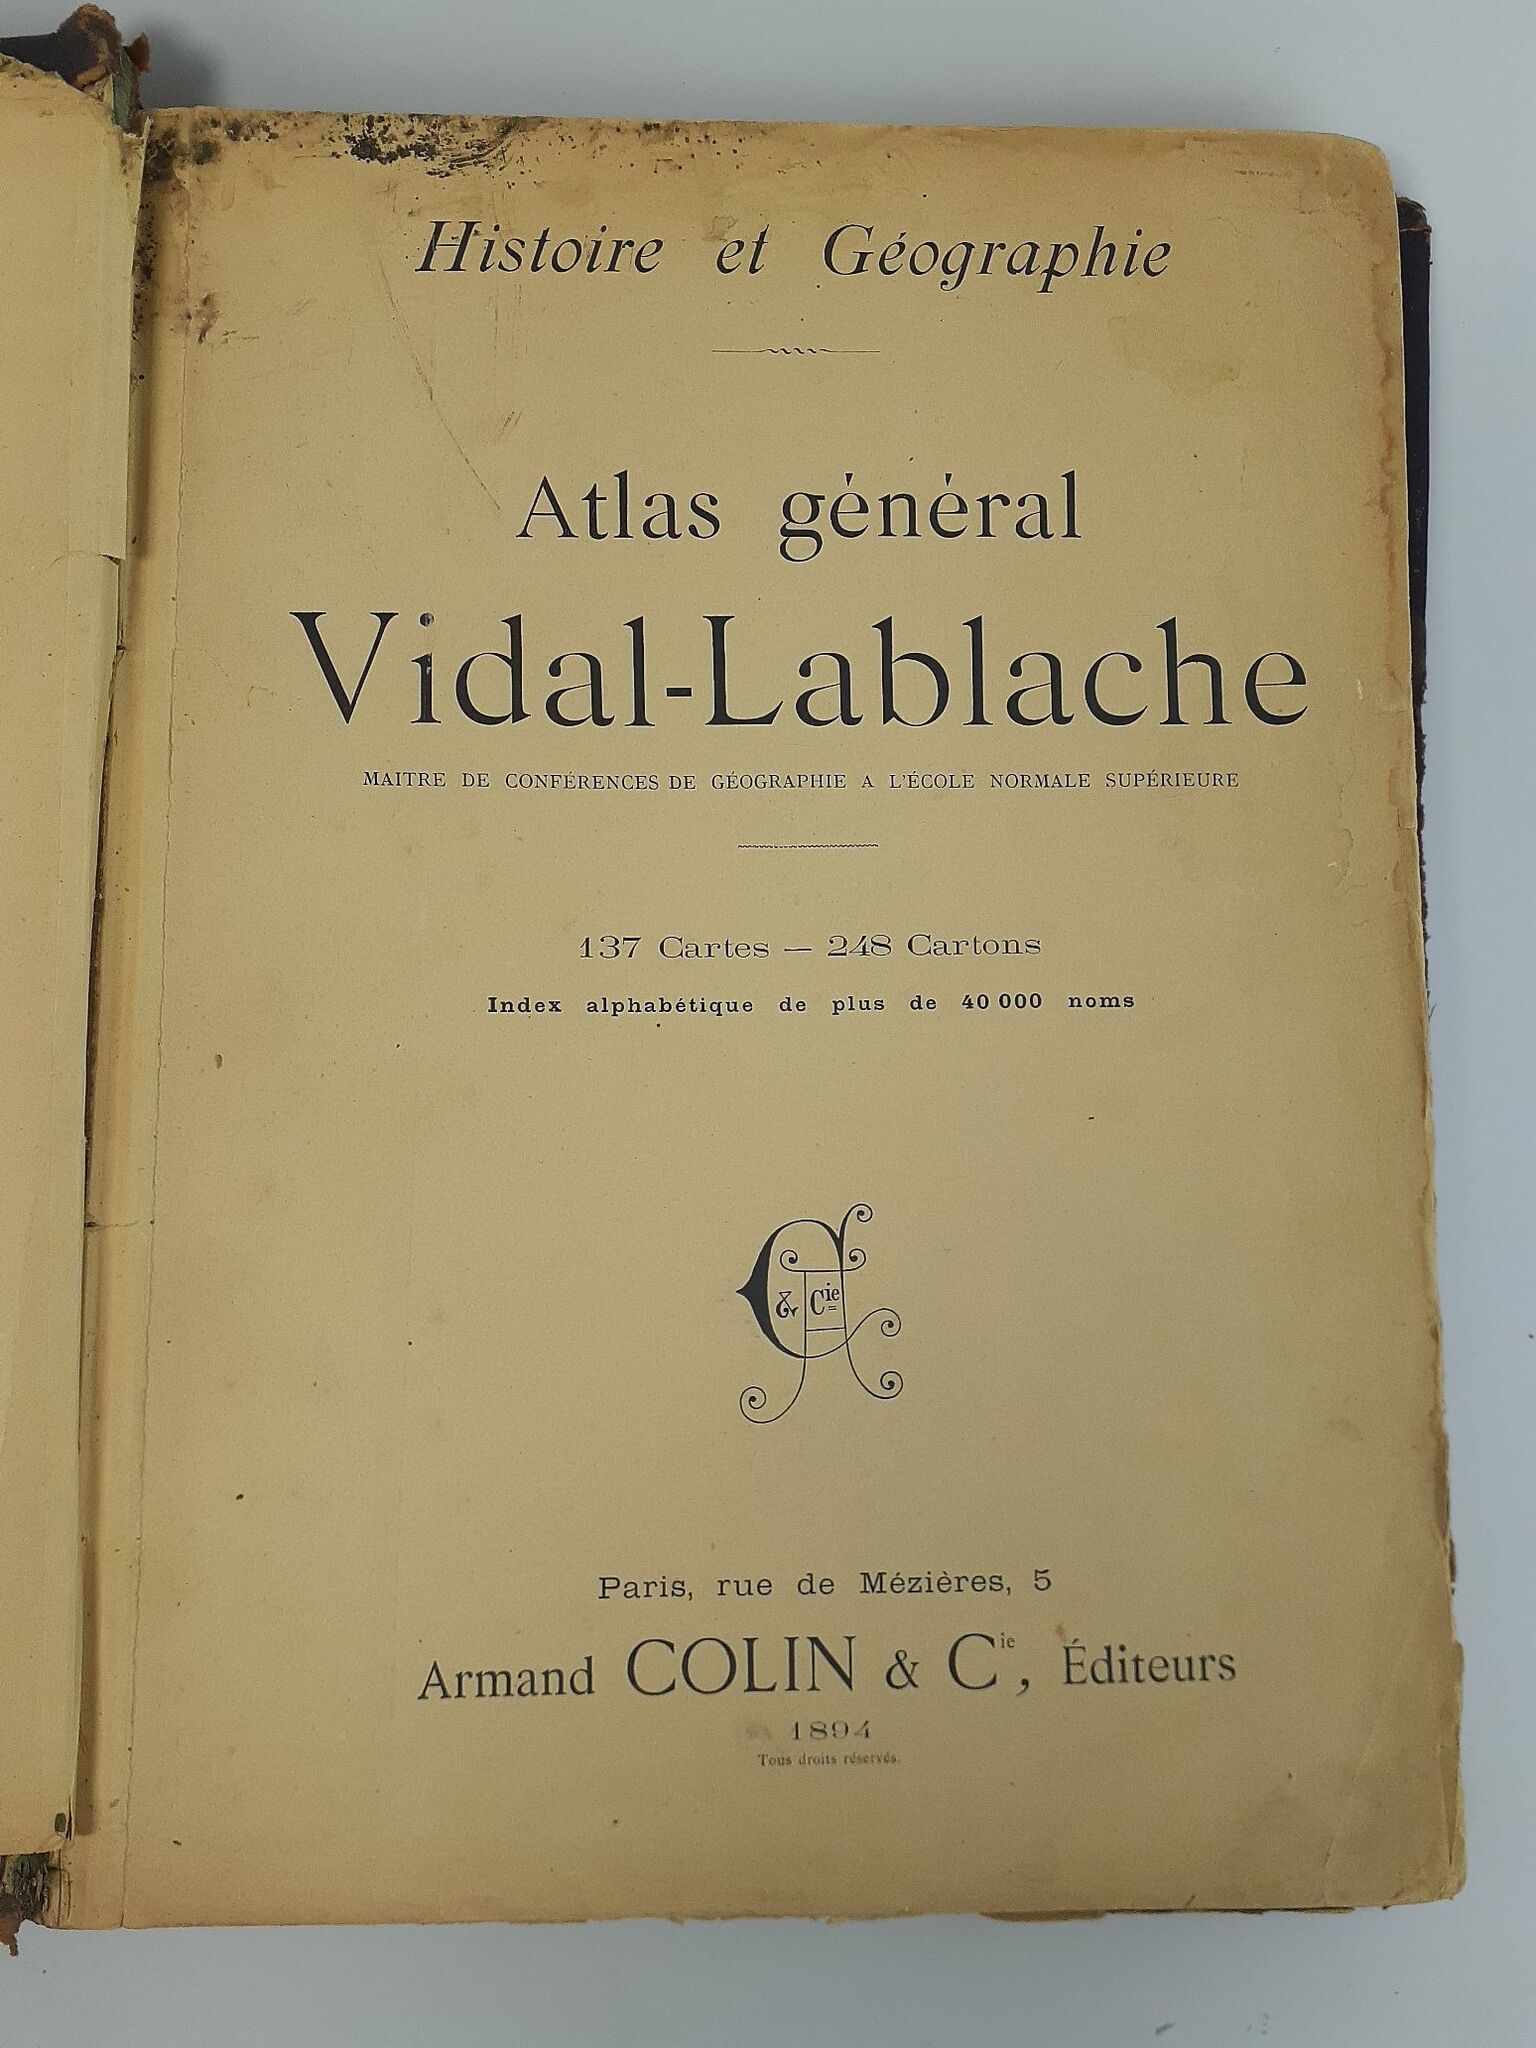 Histoire et Géographie
Atlas général
Vidal-Lablache
MAITRE DE CONFÉRENCES DE GÉOGRAPHIE A L'ÉCOLE NORMALE SUPÉRIEURE
137 Cartes — 248 Cartons
Index alphabétique de plus de 40 000 noms
& Cie
Paris, rue de Mézières, 5
Armand COLIN & Cie, Éditeurs
1894
Tous droits réservés.